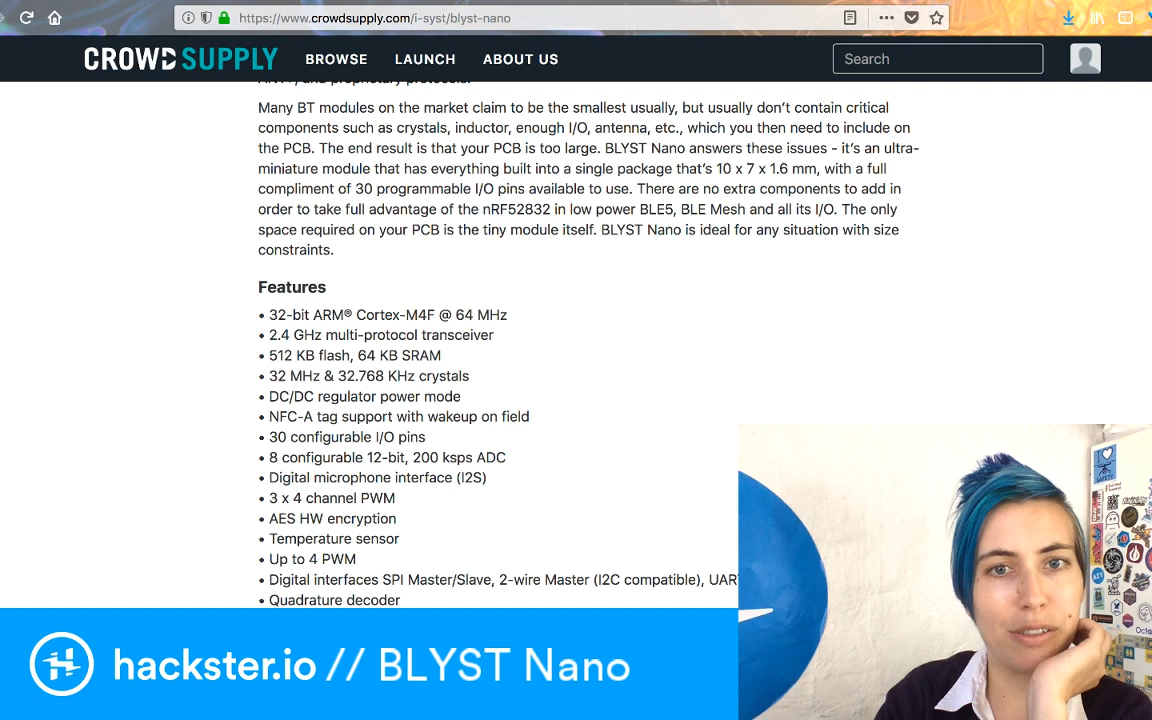 https://www.crowdsupply.com/i-syst/blyst-nano
CROWD SUPPLY
BROWSE
LAUNCH
ABOUT US
Search
ANT+, and proprietary protocols.
Many BT modules on the market claim to be the smallest usually, but usually don’t contain critical
components such as crystals, inductor, enough I/O, antenna, etc., which you then need to include on
the PCB. The end result is that your PCB is too large. BLYST Nano answers these issues - it’s an ultra-
miniature module that has everything built into a single package that’s 10 x 7 x 1.6 mm, with a full
compliment of 30 programmable I/O pins available to use. There are no extra components to add in
order to take full advantage of the nRF52832 in low power BLE5, BLE Mesh and all its I/O. The only
space required on your PCB is the tiny module itself. BLYST Nano is ideal for any situation with size
constraints.
Features
• 32-bit ARM® Cortex-M4F @ 64 MHz
• 2.4 GHz multi-protocol transceiver
• 512 KB flash, 64 KB SRAM
• 32 MHz & 32.768 KHz crystals
• DC/DC regulator power mode
• NFC-A tag support with wakeup on field
• 30 configurable I/O pins
• 8 configurable 12-bit, 200 ksps ADC
• Digital microphone interface (I2S)
• 3 x 4 channel PWM
• AES HW encryption
• Temperature sensor
• Up to 4 PWM
• Digital interfaces SPI Master/Slave, 2-wire Master (I2C compatible), UART
• Quadrature decoder
I
SAFETY
hackster.io // BLYST Nano